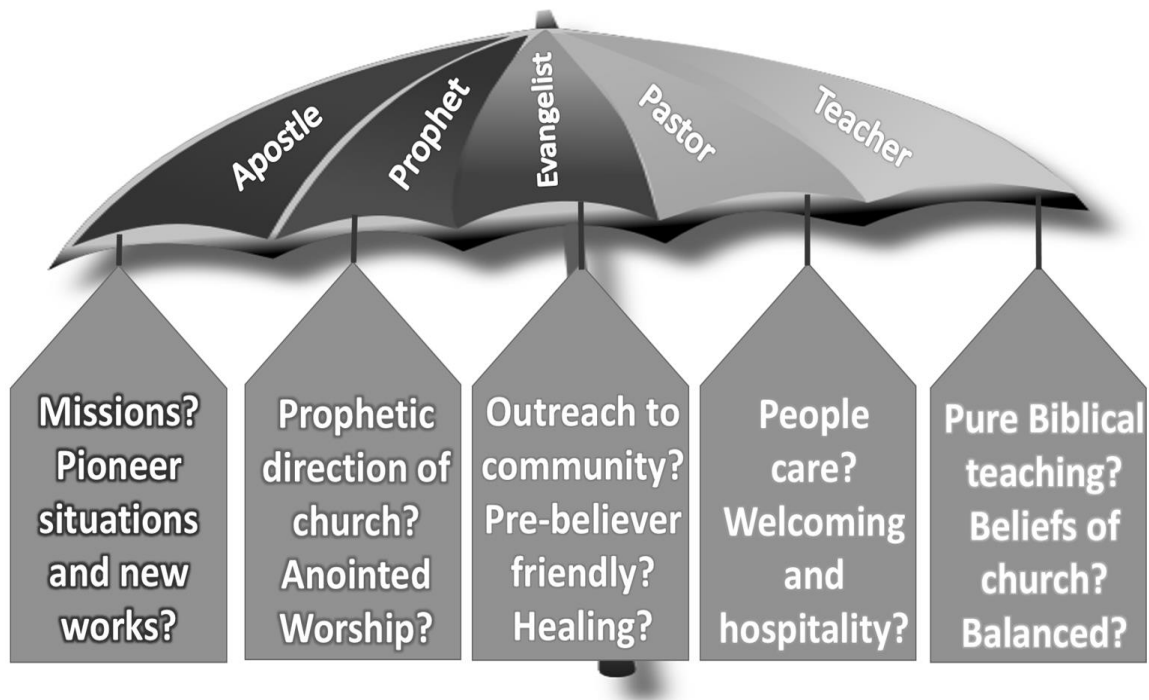 Apostle
Prophet
Evangelist
Pastor
Teacher
Missions?
Pioneer
situations
and new
works?
Prophetic
direction of
church?
Anointed
Worship?
Outreach to
community?
Pre-believer
friendly?
Healing?
People
care?
Welcoming
and
hospitality?
Pure Biblical
teaching?
Beliefs of
church?
Balanced?